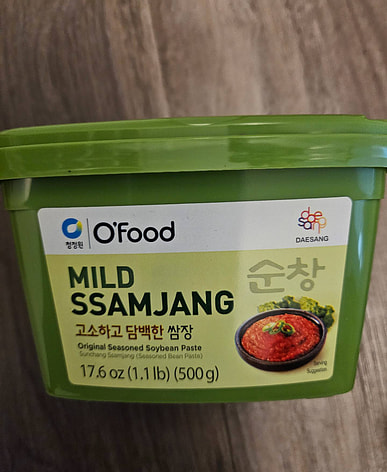 청정원
O'Food
daesang
DAESANG
MILD
SSAMJANG
순창
고소하고 담백한 쌈장
Original Seasoned Soybean Paste
Sunchang Ssamjang (Seasoned Bean Paste)
Serving
Suggestion
17.6 oz (1.1 lb) (500 g)